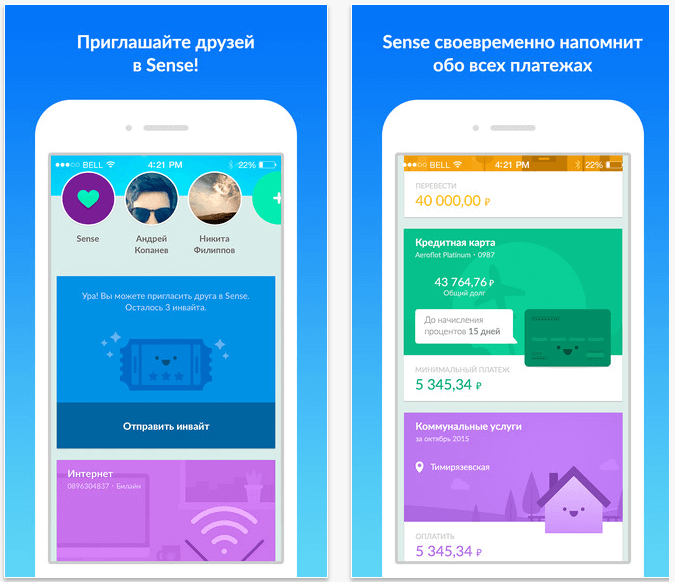 Приглашайте друзей
в Sense!
BELL 4:21 PM 22%
Sense
Андрей
Копанев
Никита
Филиппов
Ура! Вы можете пригласить друга в Sense.
Осталось 3 инвайта.
Отправить инвайт
Интернет
0896304837 • Билайн
Sense своевременно напомнит
обо всех платежах
BELL 4:21 PM 22%
ПЕРЕВЕСТИ
40 000,00 ₽
Кредитная карта
Aeroflot Platinum • 0987
43 764,76 ₽
Общий долг
До начисления
процентов 15 дней
МИНИМАЛЬНЫЙ ПЛАТЕЖ
5 345,34 ₽
Коммунальные услуги
за октябрь 2015
Тимирязевская
ОПЛАТИТЬ
5 345,34 ₽